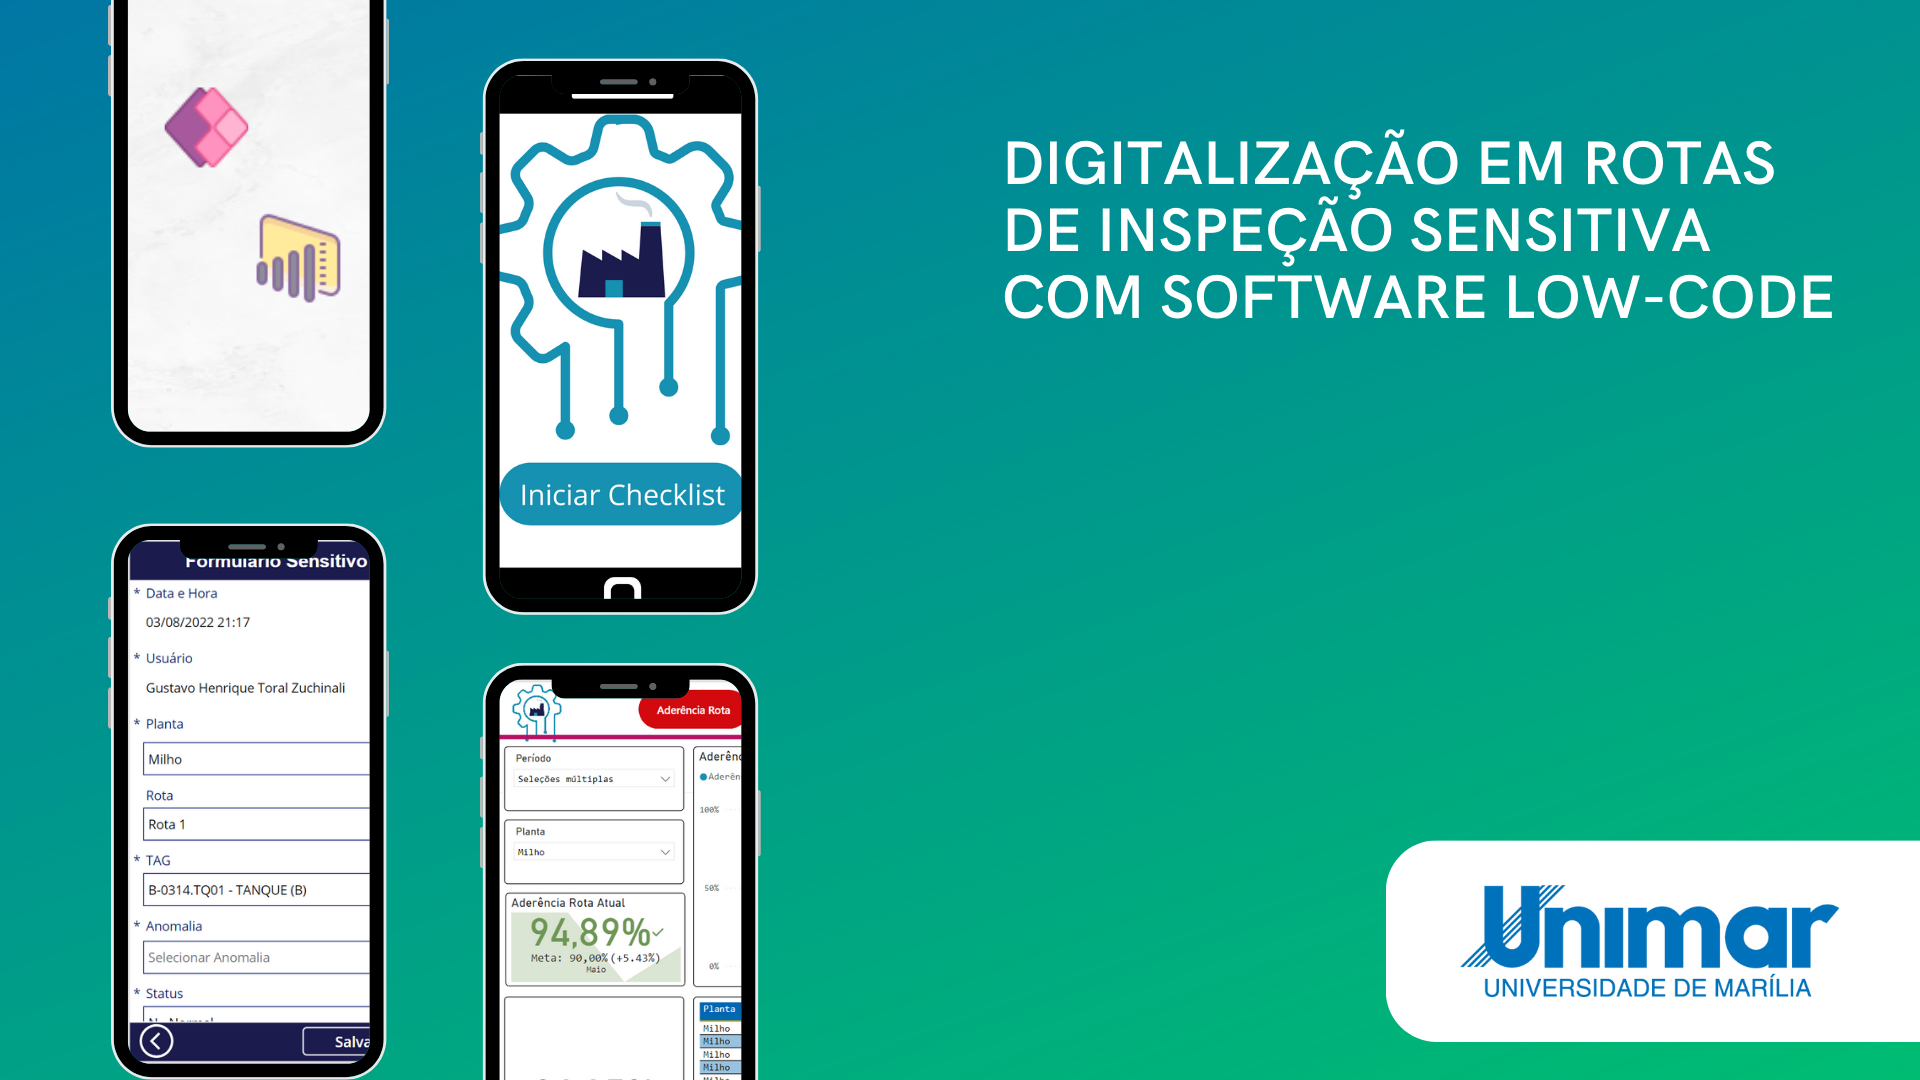 DIGITALIZAÇÃO EM ROTAS
DE INSPEÇÃO SENSITIVA
COM SOFTWARE LOW-CODE
Iniciar Checklist
Formulário Sensitivo
* Data e Hora
03/08/2022 21:17
* Usuário
Gustavo Henrique Toral Zuchinali
* Planta
Milho
Rota
Rota 1
* TAG
B-0314.TQ01 - TANQUE (B)
* Anomalia
Selecionar Anomalia
* Status
Salva
Aderência Rota
Período
Seleções múltiplas
Planta
Milho
Aderência Rota Atual
94,89%
Meta: 90,00% (+5.43%)
Maio
Aderênc
Aderên
100%
50%
0%
Planta
Milho
Milho
Milho
Milho
Unimar
UNIVERSIDADE DE MARÍLIA